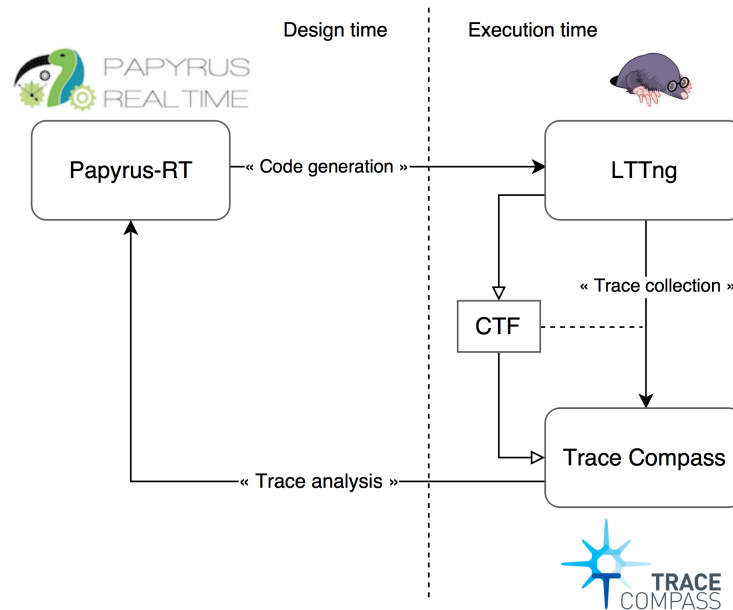 Design time
Execution time
PAPYRUS
REAL TIME
Papyrus-RT
« Code generation »
LTTng
« Trace collection »
CTF
Trace Compass
« Trace analysis »
TRACE
COMPASS